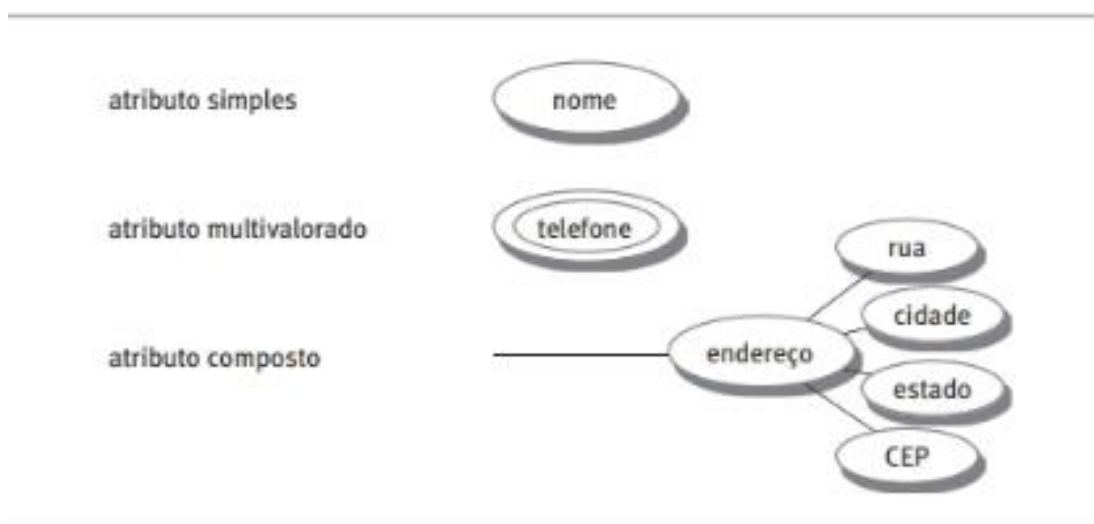 atributo simples
nome
atributo multivalorado
telefone
rua
cidade
atributo composto
endereço
estado
CEP